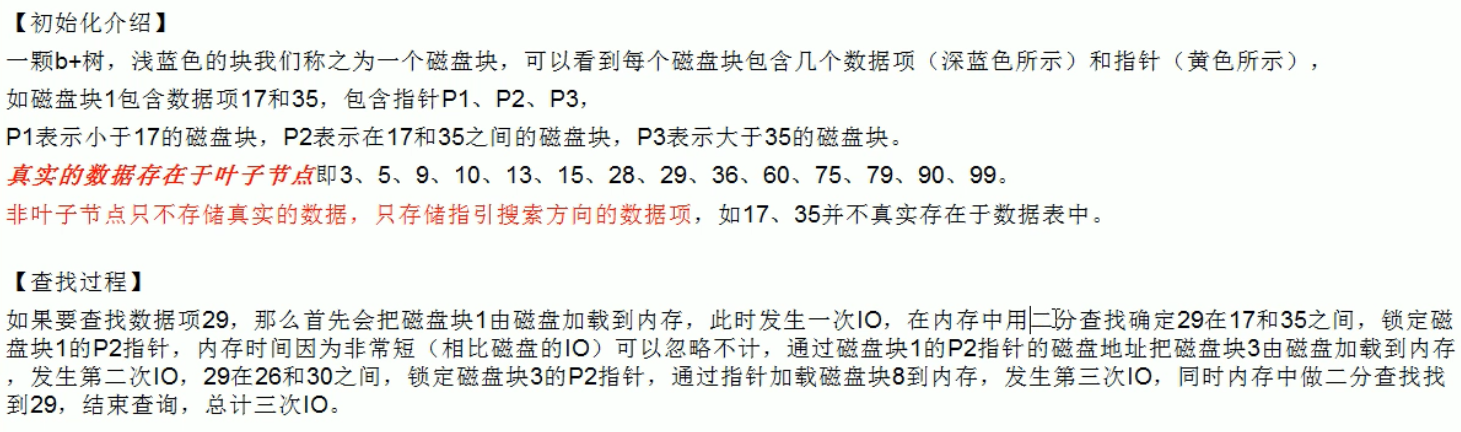 【初始化介绍】
一颗b+树，浅蓝色的块我们称之为一个磁盘块，可以看到每个磁盘块包含几个数据项（深蓝色所示）和指针（黄色所示），
如磁盘块1包含数据项17和35，包含指针P1、P2、P3，
P1表示小于17的磁盘块，P2表示在17和35之间的磁盘块，P3表示大于35的磁盘块。
真实的数据存在于叶子节点即3、5、9、10、13、15、28、29、36、60、75、79、90、99。
非叶子节点只不存储真实的数据，只存储指引搜索方向的数据项，如17、35并不真实存在于数据表中。
【查找过程】
如果要查找数据项29，那么首先会把磁盘块1由磁盘加载到内存，此时发生一次IO，在内存中用二分查找确定29在17和35之间，锁定磁
盘块1的P2指针，内存时间因为非常短（相比磁盘的IO）可以忽略不计，通过磁盘块1的P2指针的磁盘地址把磁盘块3由磁盘加载到内存
，发生第二次IO，29在26和30之间，锁定磁盘块3的P2指针，通过指针加载磁盘块8到内存，发生第三次IO，同时内存中做二分查找找
到29，结束查询，总计三次IO。